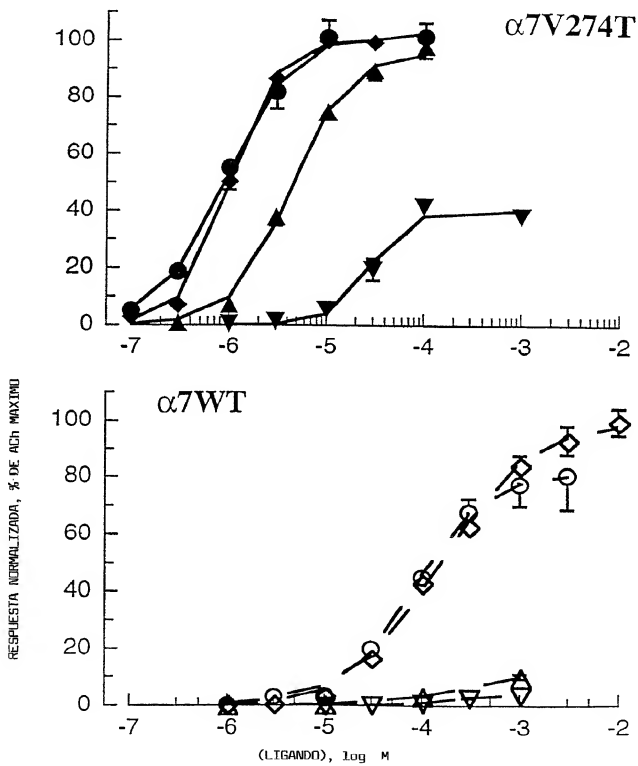 α7V274T
100
80
60
40
20
0
-7 -6 -5 -4 -3 -2
α7WT
100
80
60
40
20
0
-7 -6 -5 -4 -3 -2
RESPUESTA NORMALIZADA, % DE ACh MAXIMO
(LIGANDO), log M